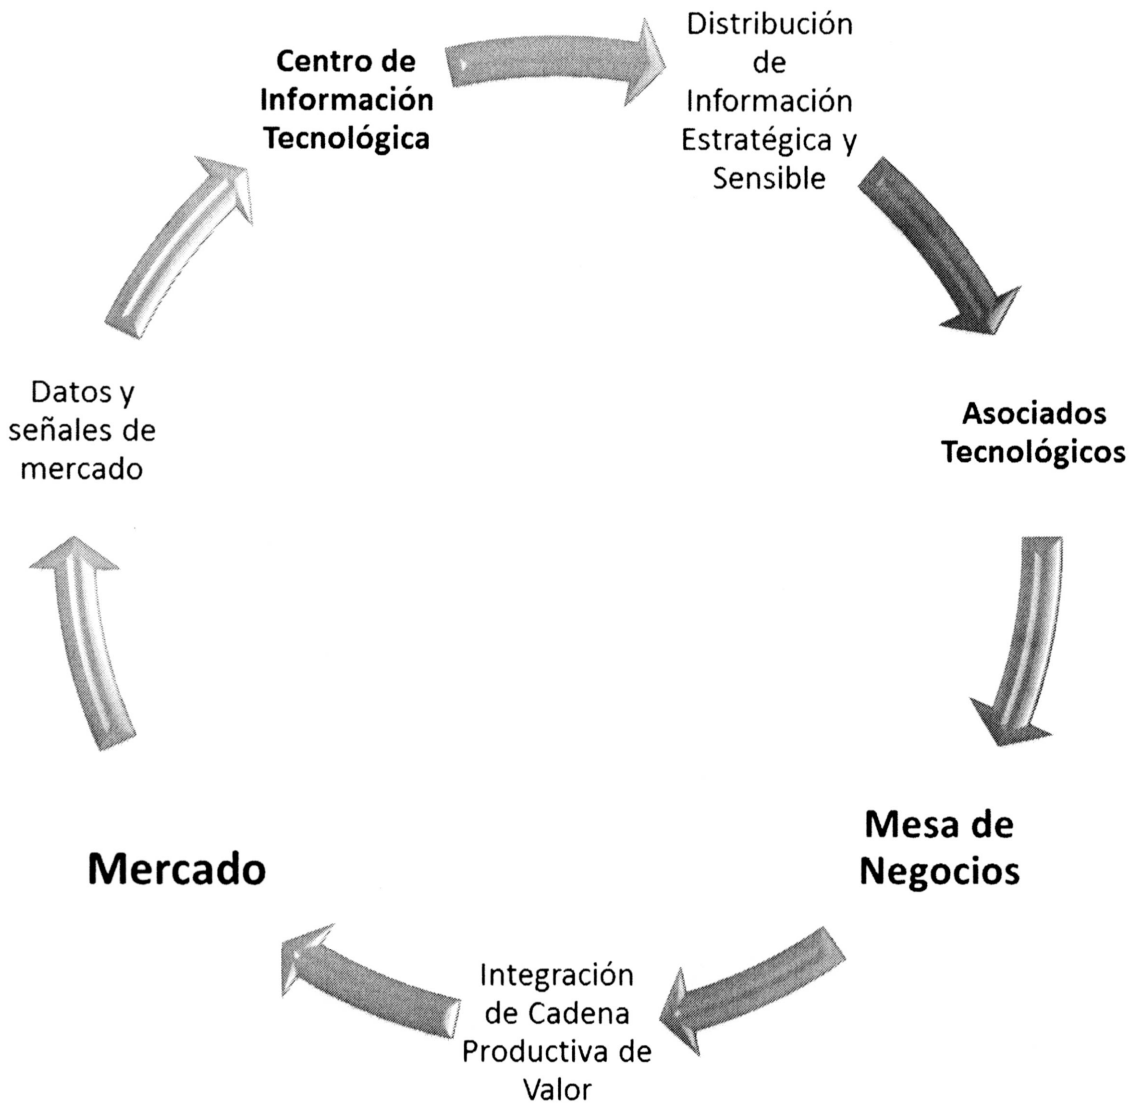 Centro de
Información
Tecnológica
Distribución
de
Información
Estratégica y
Sensible
Asociados
Tecnológicos
Mesa de
Negocios
Integración
de Cadena
Productiva de
Valor
Mercado
Datos y
señales de
mercado